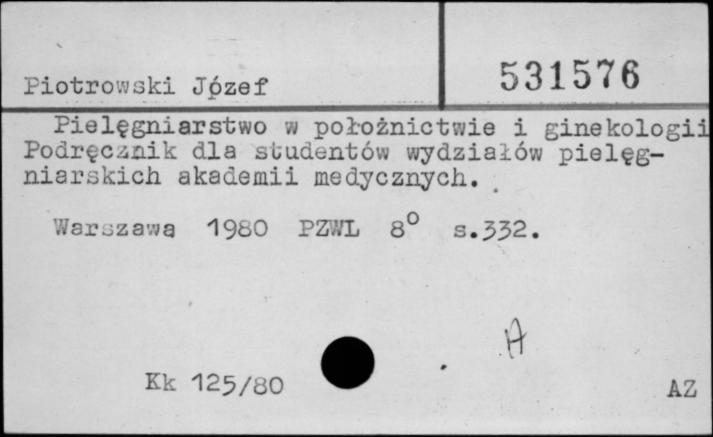 Piotrowski Józef
531576
Pielęgniarstwo w położnictwie i ginekologii
Podręcznik dla studentów wydziałów pielęg-
niarskich akademii medycznych.
Warszawa 1980 PZWL 8° s.332.
A
Kk 125/80
AZ